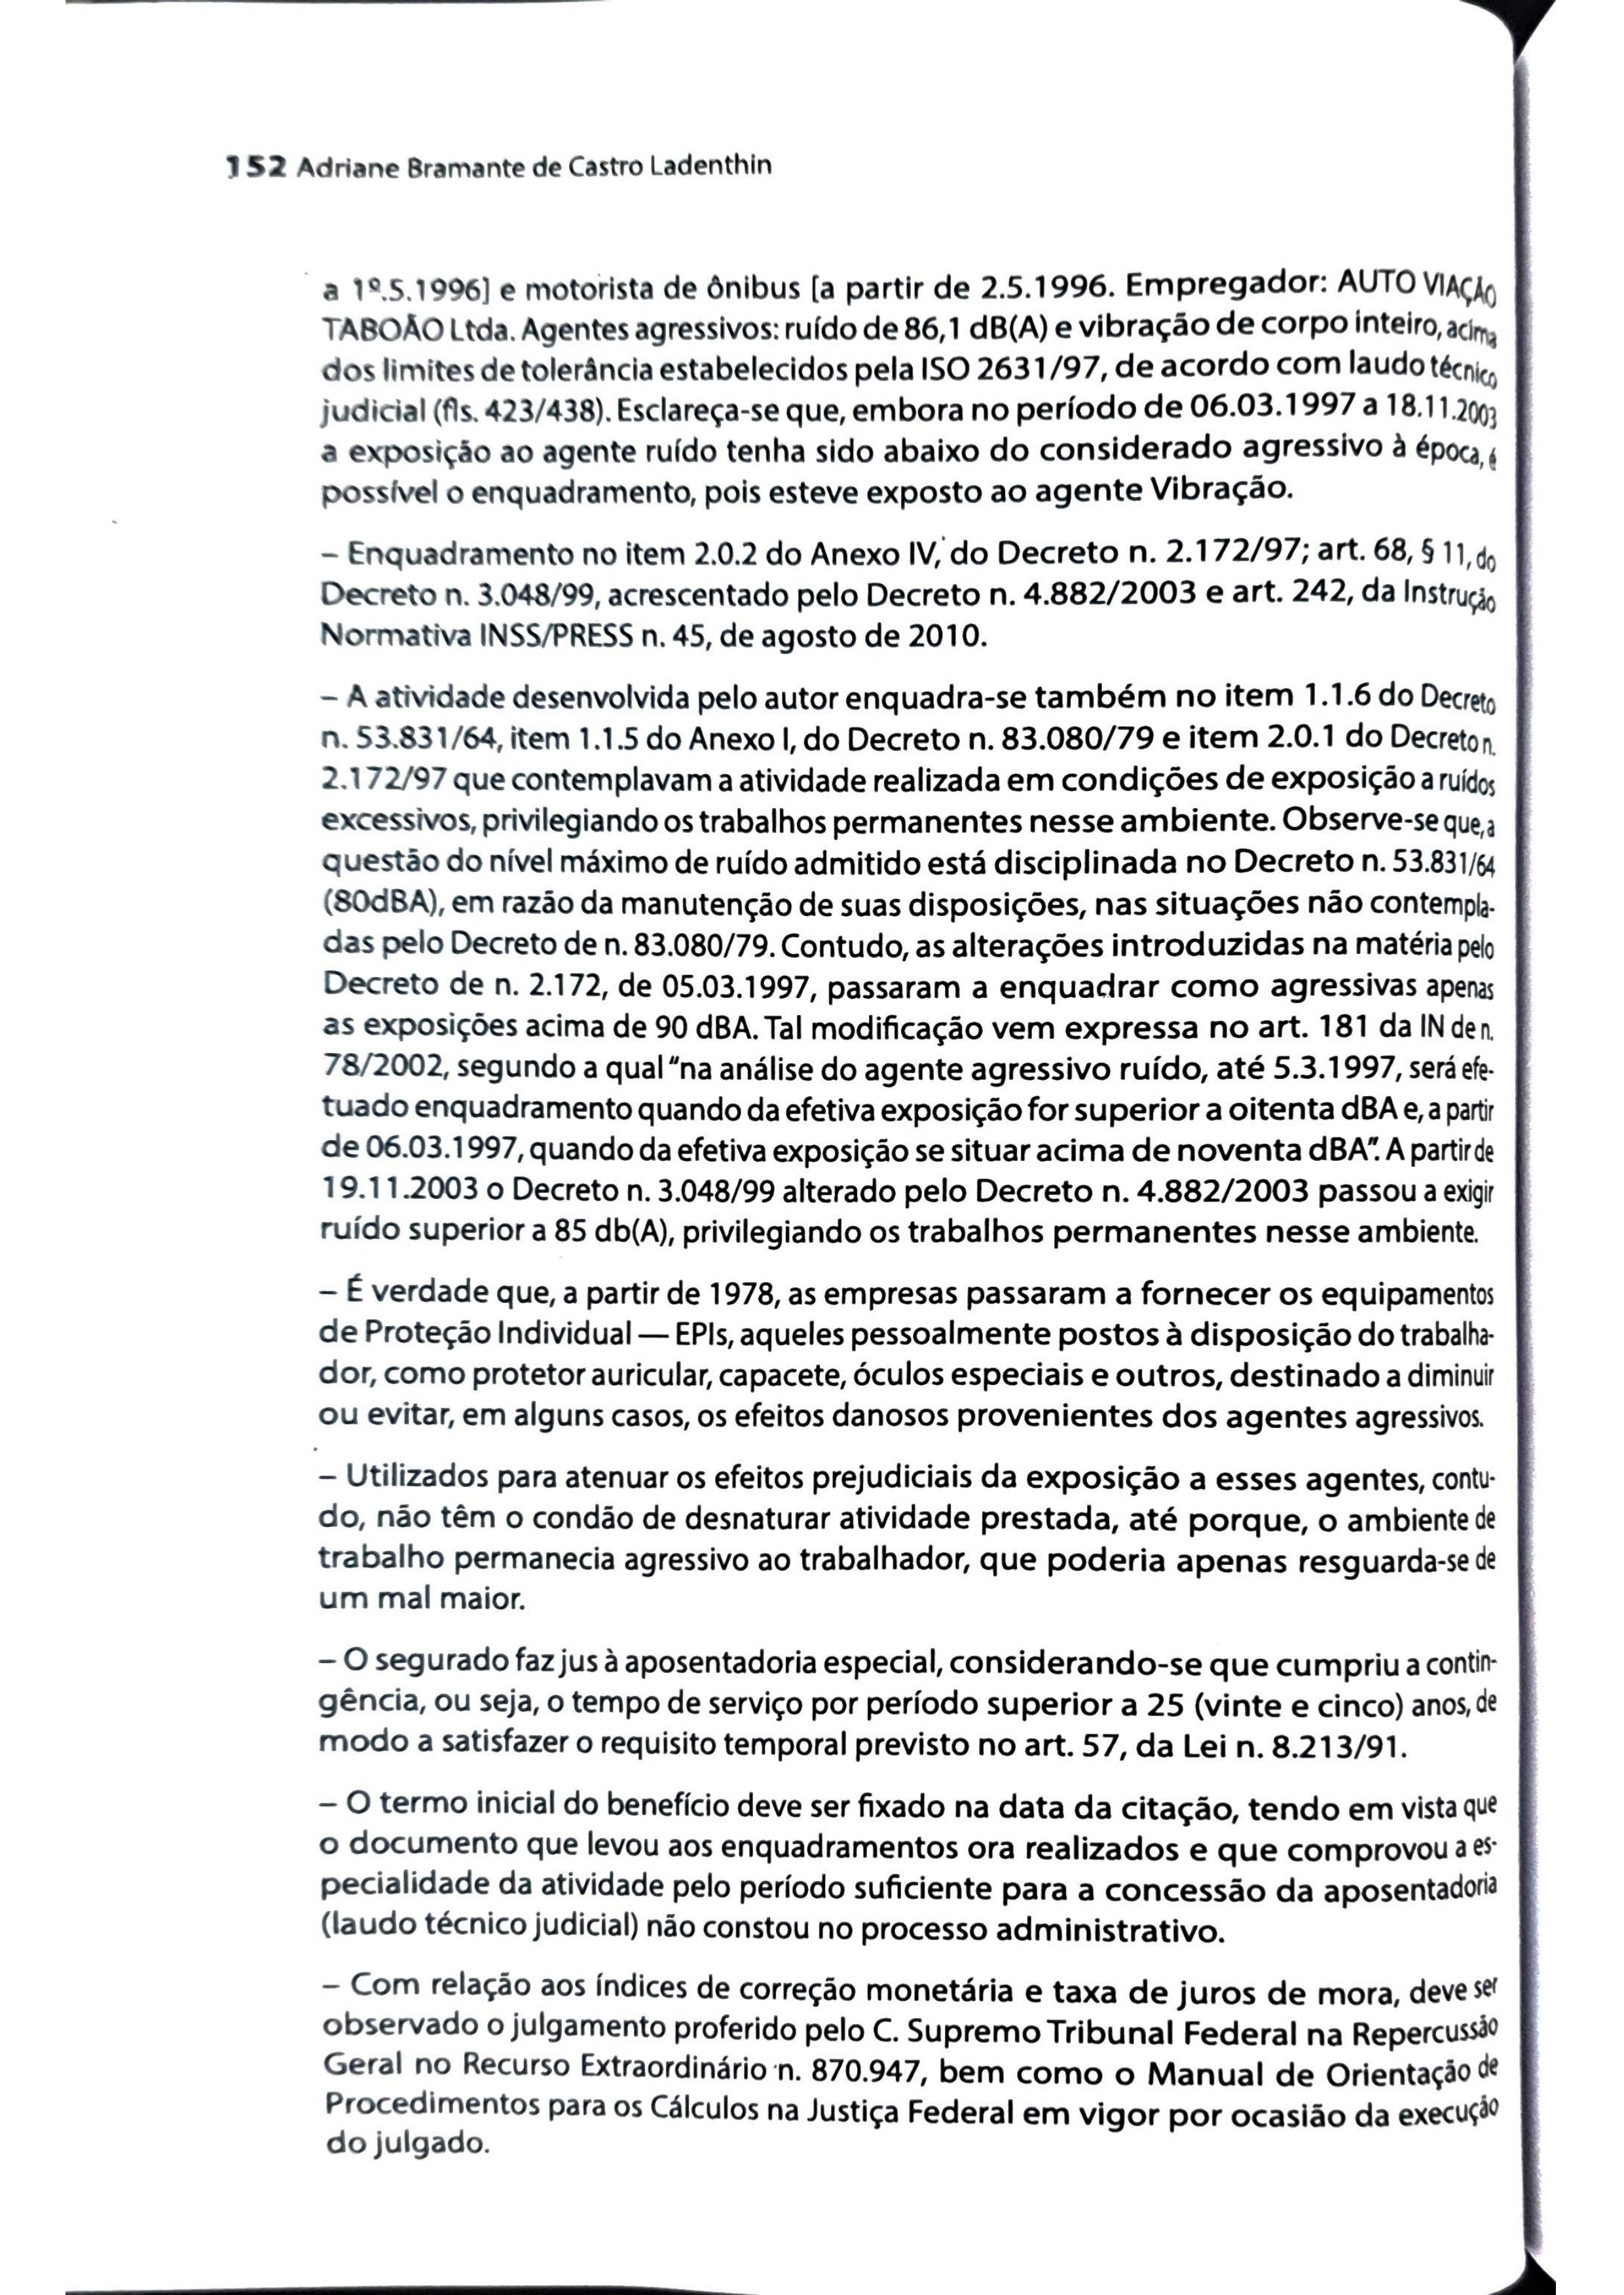 152 Adriane Bramante de Castro Ladenthin
a 1º.5.1996] e motorista de ônibus [a partir de 2.5.1996. Empregador: AUTO VIAÇÃO
TABOÃO Ltda. Agentes agressivos: ruído de 86,1 dB(A) e vibração de corpo inteiro, acima
dos limites de tolerância estabelecidos pela ISO 2631/97, de acordo com laudo técnico
judicial (fls. 423/438). Esclareça-se que, embora no período de 06.03.1997 a 18.11.2003
a exposição ao agente ruído tenha sido abaixo do considerado agressivo à época, é
possível o enquadramento, pois esteve exposto ao agente Vibração.
– Enquadramento no item 2.0.2 do Anexo IV, do Decreto n. 2.172/97; art. 68, § 11, do
Decreto n. 3.048/99, acrescentado pelo Decreto n. 4.882/2003 e art. 242, da Instrução
Normativa INSS/PRESS n. 45, de agosto de 2010.
– A atividade desenvolvida pelo autor enquadra-se também no item 1.1.6 do Decreto
n. 53.831/64, item 1.1.5 do Anexo I, do Decreto n. 83.080/79 e item 2.0.1 do Decreto n.
2.172/97 que contemplavam a atividade realizada em condições de exposição a ruídos
excessivos, privilegiando os trabalhos permanentes nesse ambiente. Observe-se que, a
questão do nível máximo de ruído admitido está disciplinada no Decreto n. 53.831/64
(80dBA), em razão da manutenção de suas disposições, nas situações não contempla-
das pelo Decreto de n. 83.080/79. Contudo, as alterações introduzidas na matéria pelo
Decreto de n. 2.172, de 05.03.1997, passaram a enquadrar como agressivas apenas
as exposições acima de 90 dBA. Tal modificação vem expressa no art. 181 da IN de n.
78/2002, segundo a qual "na análise do agente agressivo ruído, até 5.3.1997, será efe-
tuado enquadramento quando da efetiva exposição for superior a oitenta dBA e, a partir
de 06.03.1997, quando da efetiva exposição se situar acima de noventa dBA". A partir de
19.11.2003 o Decreto n. 3.048/99 alterado pelo Decreto n. 4.882/2003 passou a exigir
ruído superior a 85 db(A), privilegiando os trabalhos permanentes nesse ambiente.
– É verdade que, a partir de 1978, as empresas passaram a fornecer os equipamentos
de Proteção Individual — EPIs, aqueles pessoalmente postos à disposição do trabalha-
dor, como protetor auricular, capacete, óculos especiais e outros, destinado a diminuir
ou evitar, em alguns casos, os efeitos danosos provenientes dos agentes agressivos.
– Utilizados para atenuar os efeitos prejudiciais da exposição a esses agentes, contu-
do, não têm o condão de desnaturar atividade prestada, até porque, o ambiente de
trabalho permanecia agressivo ao trabalhador, que poderia apenas resguarda-se de
um mal maior.
– O segurado faz jus à aposentadoria especial, considerando-se que cumpriu a contin-
gência, ou seja, o tempo de serviço por período superior a 25 (vinte e cinco) anos, de
modo a satisfazer o requisito temporal previsto no art. 57, da Lei n. 8.213/91.
– O termo inicial do benefício deve ser fixado na data da citação, tendo em vista que
o documento que levou aos enquadramentos ora realizados e que comprovou a es-
pecialidade da atividade pelo período suficiente para a concessão da aposentadoria
(laudo técnico judicial) não constou no processo administrativo.
– Com relação aos índices de correção monetária e taxa de juros de mora, deve ser
observado o julgamento proferido pelo C. Supremo Tribunal Federal na Repercussão
Geral no Recurso Extraordinário n. 870.947, bem como o Manual de Orientação de
Procedimentos para os Cálculos na Justiça Federal em vigor por ocasião da execução
do julgado.